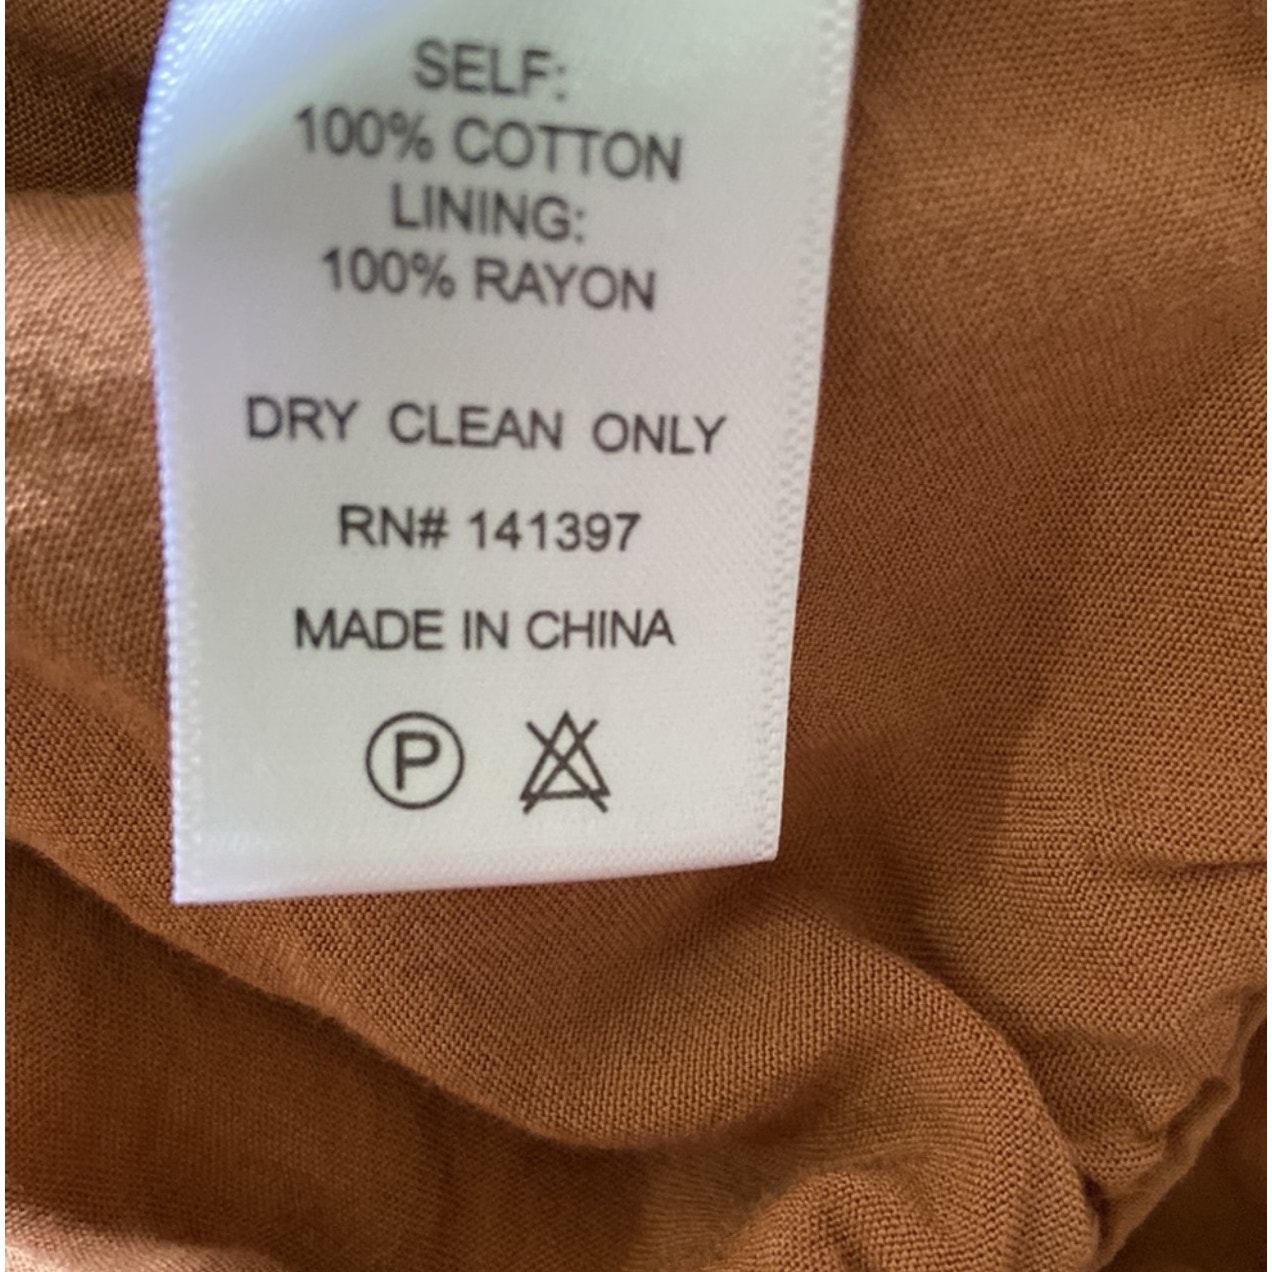 SELF:
100% COTTON
LINING:
100% RAYON
DRY CLEAN ONLY
RN# 141397
MADE IN CHINA
P